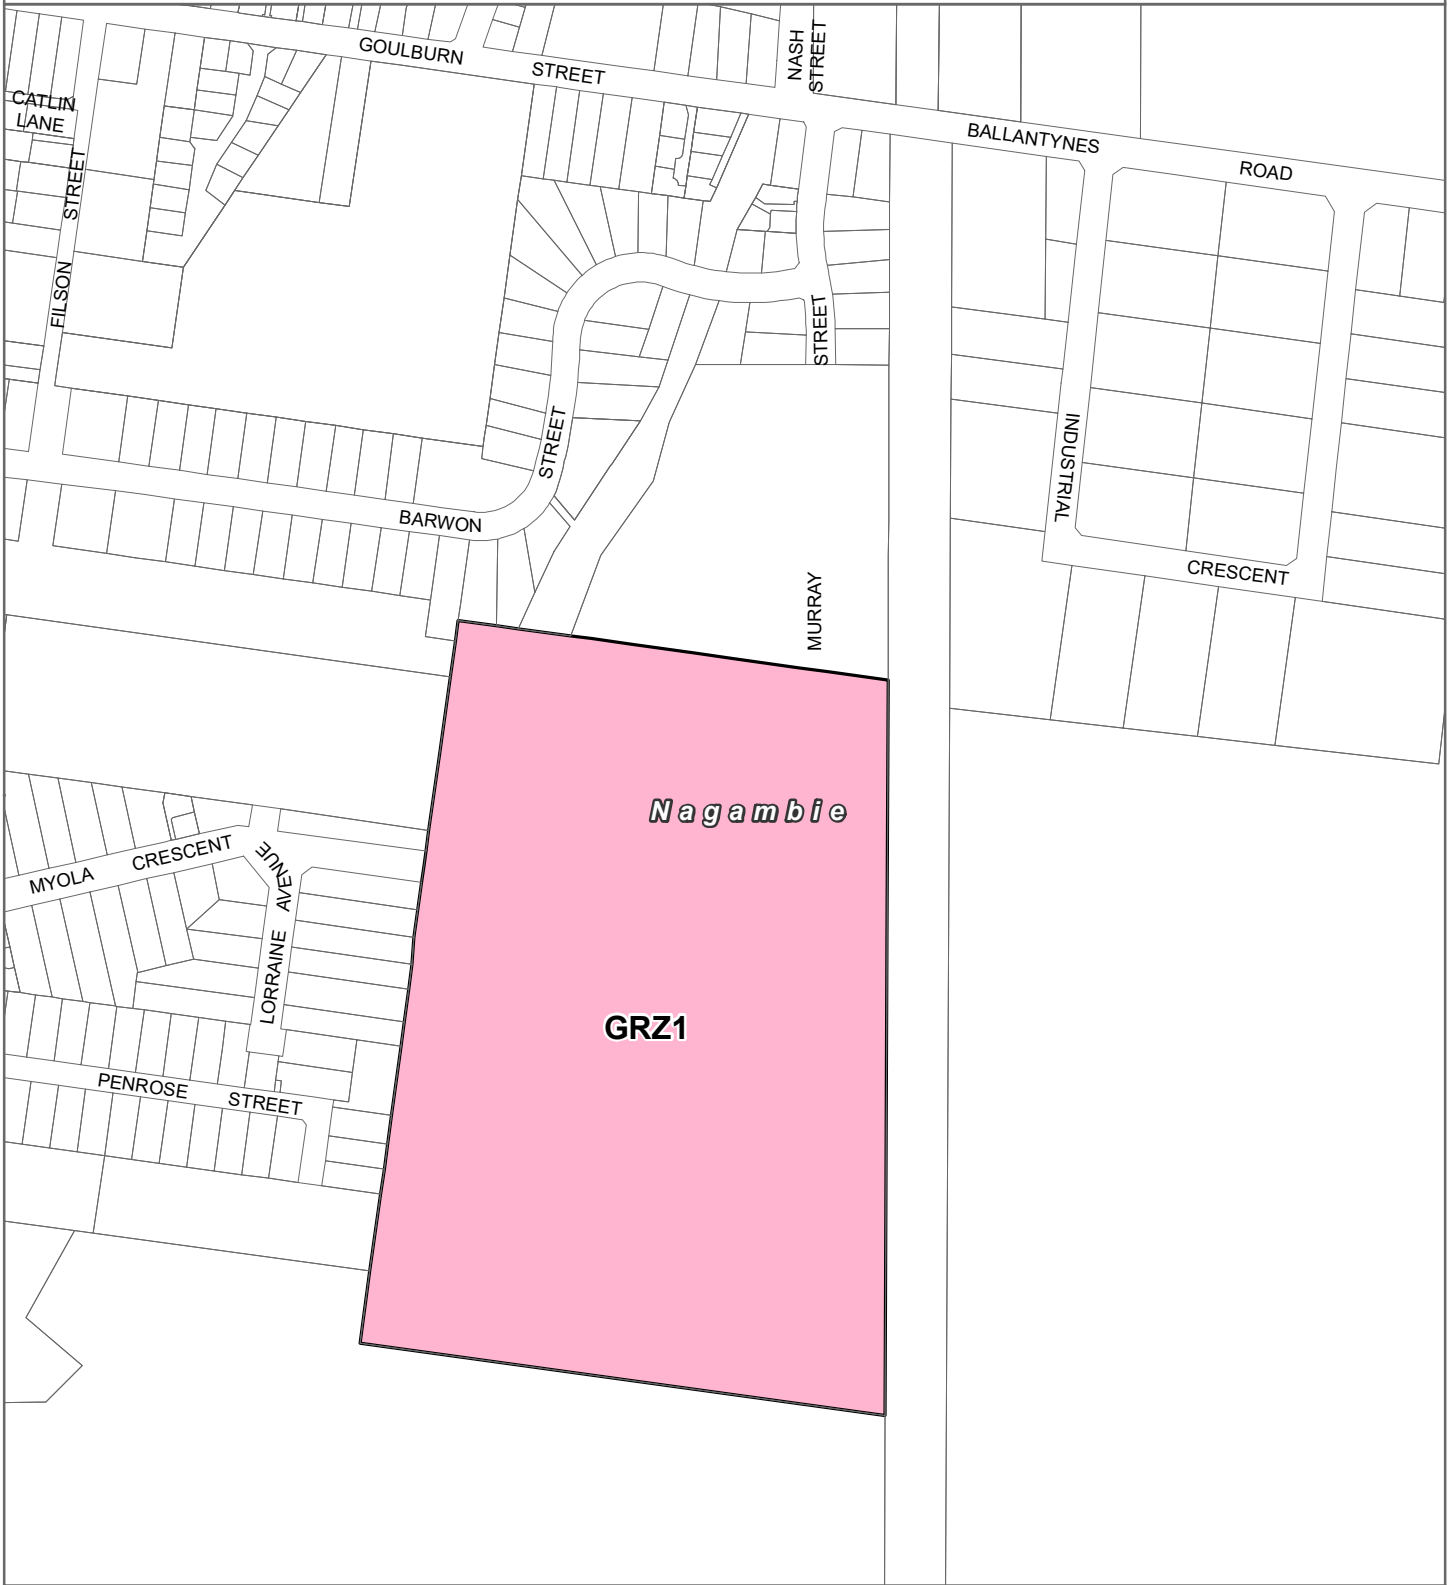 GOULBURN
STREET
NASH
STREET
CATLIN
LANE
BALLANTYNES
ROAD
STREET
FILSON
STREET
INDUSTRIAL
STREET
BARWON
CRESCENT
MURRAY
Nagambie
CRESCENT
MYOLA
AVENUE
LORRAINE
GRZ1
PENROSE
STREET